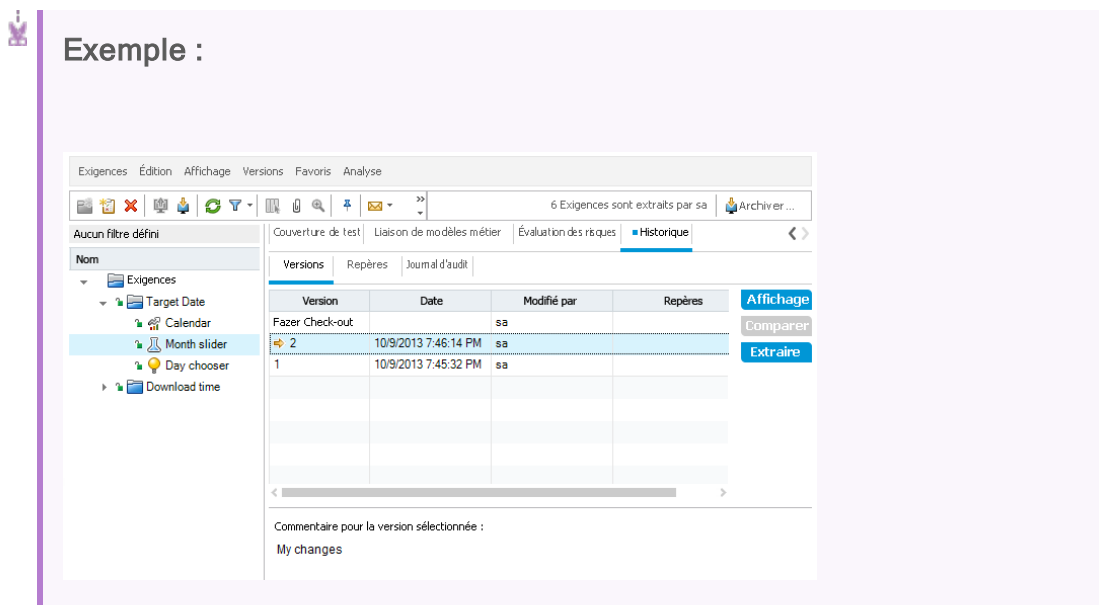 Exemple :
Exigences Édition Affichage Versions Favoris Analyse
6 Exigences sont extraits par sa Archiver...
Aucun filtre défini
Couverture de test Liaison de modèles métier Évaluation des risques Historique
Nom
Versions Repères Journal d'audit
Exigences
Target Date
Calendar
Month slider
Day chooser
Download time
Version Date Modifié par Repères
Fazer Check-out sa
2 10/9/2013 7:46:14 PM sa
1 10/9/2013 7:45:32 PM sa
Affichage
Comparer
Extraire
Commentaire pour la version sélectionnée :
My changes